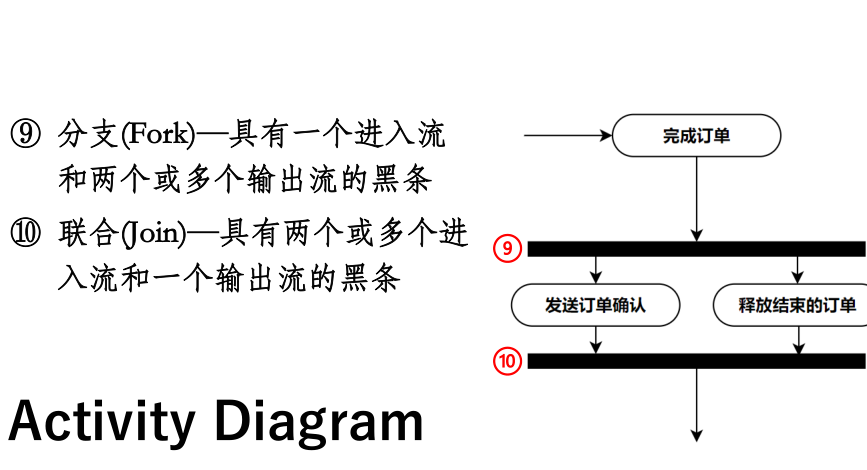 ⑨ 分支(Fork)—具有一个进入流
和两个或多个输出流的黑条
⑩ 联合(Join)—具有两个或多个进
入流和一个输出流的黑条
Activity Diagram
完成订单
⑨
发送订单确认
释放结束的订单
⑩